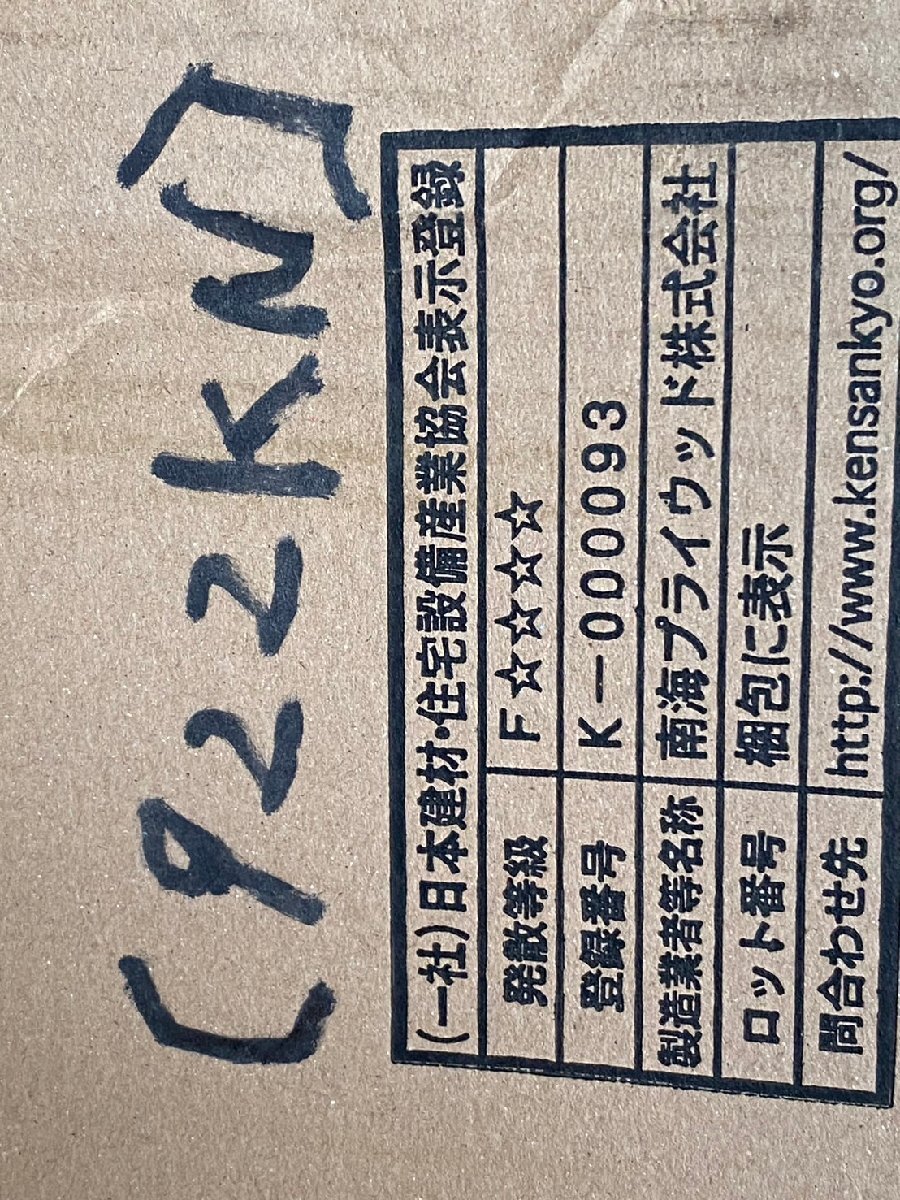 (922KN)
(一社)日本建材・住宅設備産業協会表示登録
発散等級 F☆☆☆☆
登録番号 K-000093
製造業者等名称 南海プライウッド株式会社
ロット番号 梱包に表示
問合わせ先 http://www.kensankyo.org/